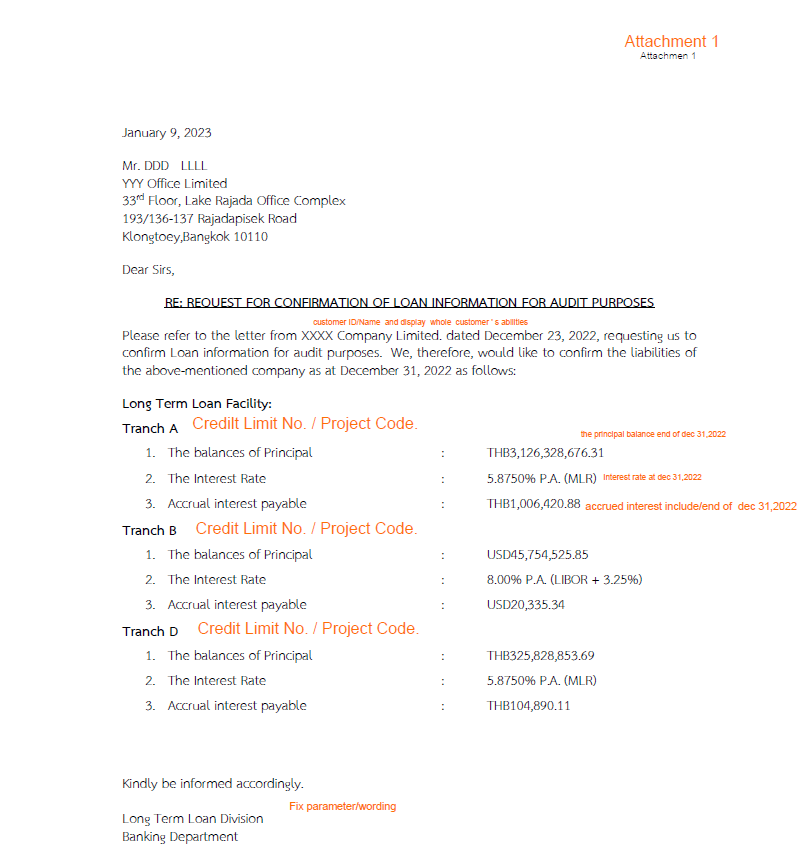 Attachment 1
Attachmen 1
January 9, 2023
Mr. DDD LLLL
YYY Office Limited
33rd Floor, Lake Rajada Office Complex
193/136-137 Rajadapisek Road
Klongtoey,Bangkok 10110
Dear Sirs,
RE: REQUEST FOR CONFIRMATION OF LOAN INFORMATION FOR AUDIT PURPOSES
customer ID/Name and display whole customer ' s abilities
Please refer to the letter from XXXX Company Limited. dated December 23, 2022, requesting us to
confirm Loan information for audit purposes. We, therefore, would like to confirm the liabilities of
the above-mentioned company as at December 31, 2022 as follows:
Long Term Loan Facility:
Tranch A Credilt Limit No. / Project Code.
the principal balance end of dec 31,2022
1. The balances of Principal : THB3,126,328,676.31
2. The Interest Rate : 5.8750% P.A. (MLR) Interest rate at dec 31,2022
3. Accrual interest payable : THB1,006,420.88 accrued interest include/end of dec 31,2022
Tranch B Credit Limit No. / Project Code.
1. The balances of Principal : USD45,754,525.85
2. The Interest Rate : 8.00% P.A. (LIBOR + 3.25%)
3. Accrual interest payable : USD20,335.34
Tranch D Credit Limit No. / Project Code.
1. The balances of Principal : THB325,828,853.69
2. The Interest Rate : 5.8750% P.A. (MLR)
3. Accrual interest payable : THB104,890.11
Kindly be informed accordingly.
Fix parameter/wording
Long Term Loan Division
Banking Department